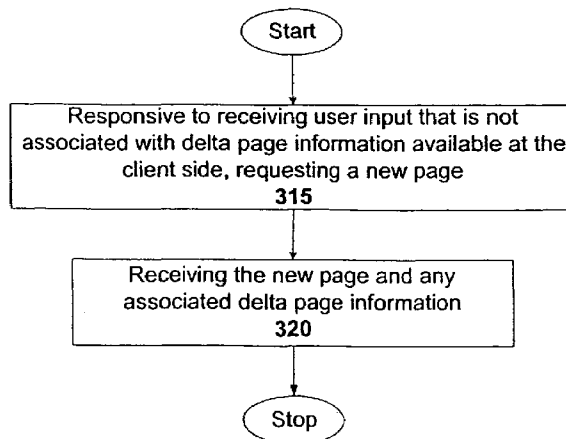 Start
Responsive to receiving user input that is not
associated with delta page information available at the
client side, requesting a new page
315
Receiving the new page and any
associated delta page information
320
Stop